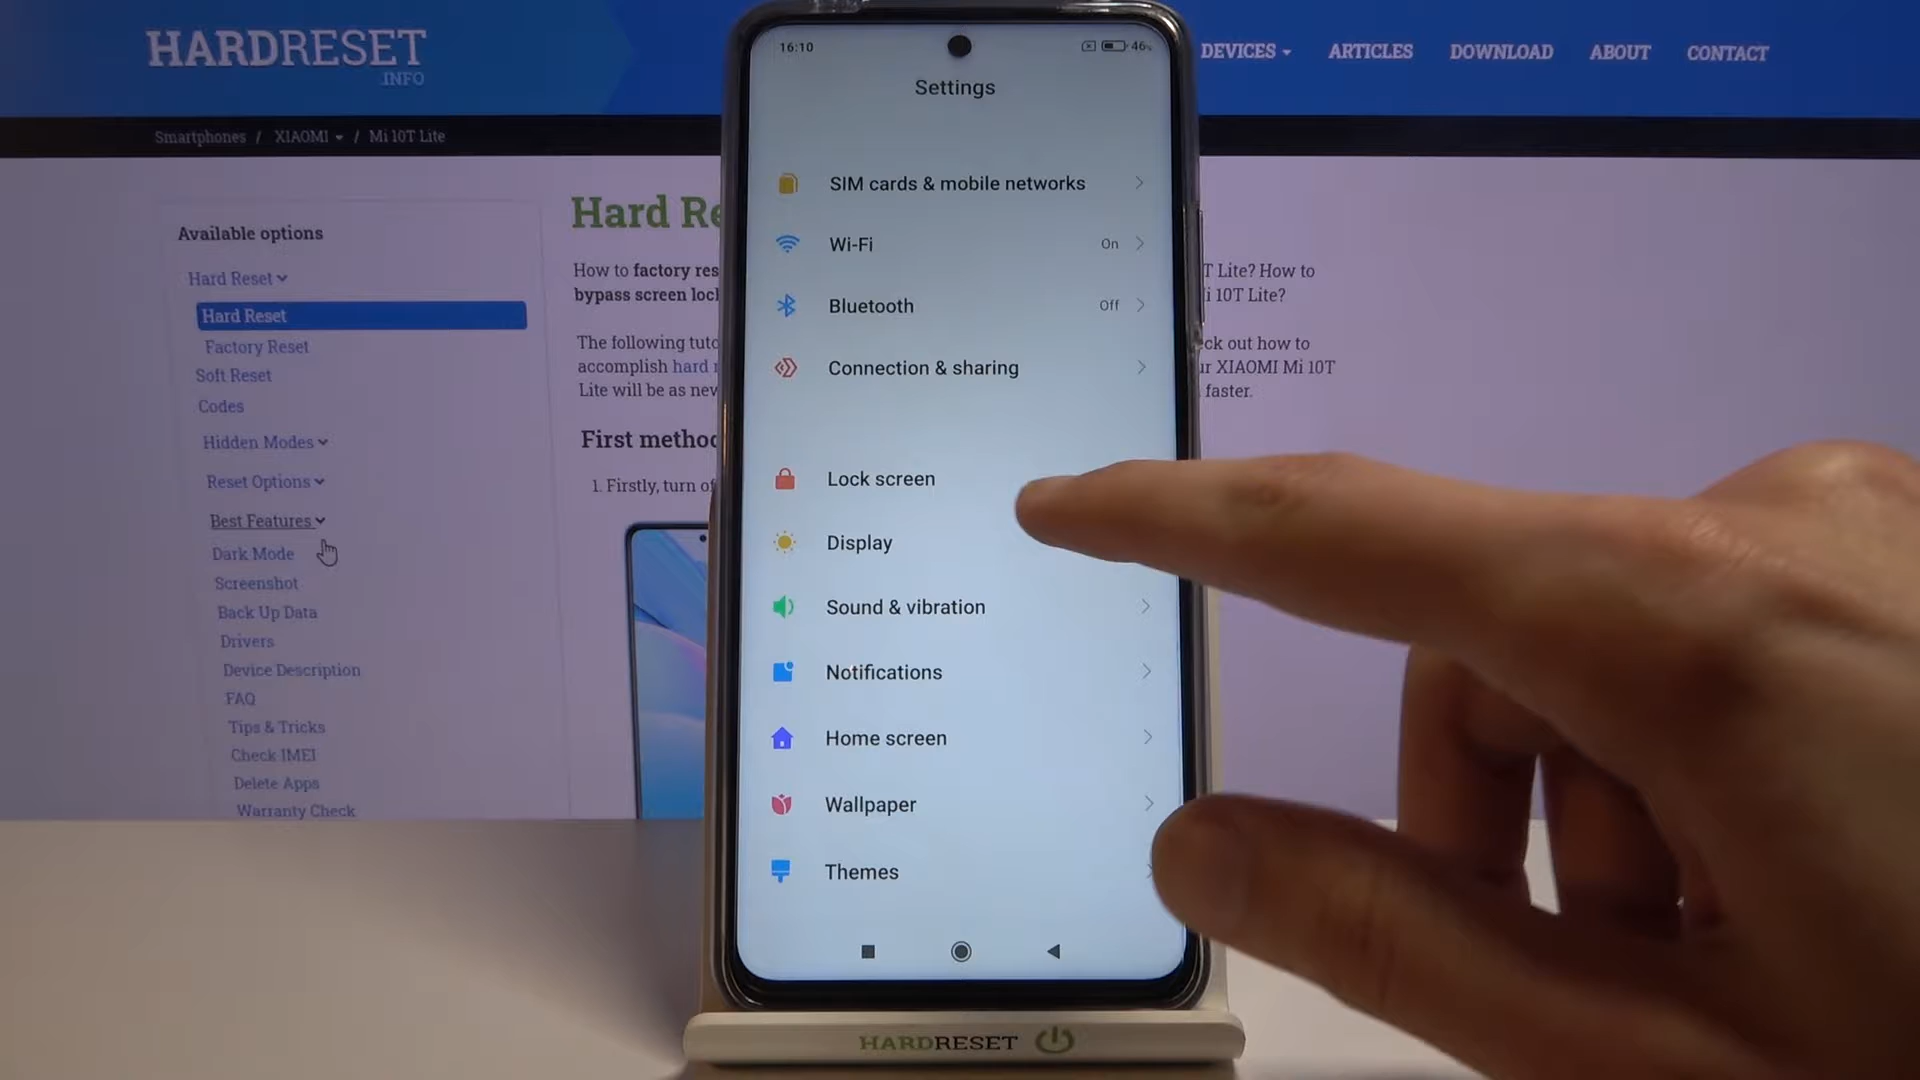 HARDRESET
.INFO
DEVICES
ARTICLES
DOWNLOAD
ABOUT
CONTACT
Smartphones / XIAOMI / Mi 10T Lite
Available options
Hard Reset
Hard Reset
Factory Reset
Soft Reset
Codes
Hidden Modes
Reset Options
Best Features
Dark Mode
Screenshot
Back Up Data
Drivers
Device Description
FAQ
Tips & Tricks
Check IMEI
Delete Apps
Warranty Check
Hard Re
How to factory res
bypass screen loc
The following tuto
accomplish hard
Lite will be as new
First method
1. Firstly, turn of
T Lite? How to
i 10T Lite?
ck out how to
ur XIAOMI Mi 10T
faster.
16:10
46%
Settings
SIM cards & mobile networks
Wi-Fi On
Bluetooth Off
Connection & sharing
Lock screen
Display
Sound & vibration
Notifications
Home screen
Wallpaper
Themes
HARDRESET